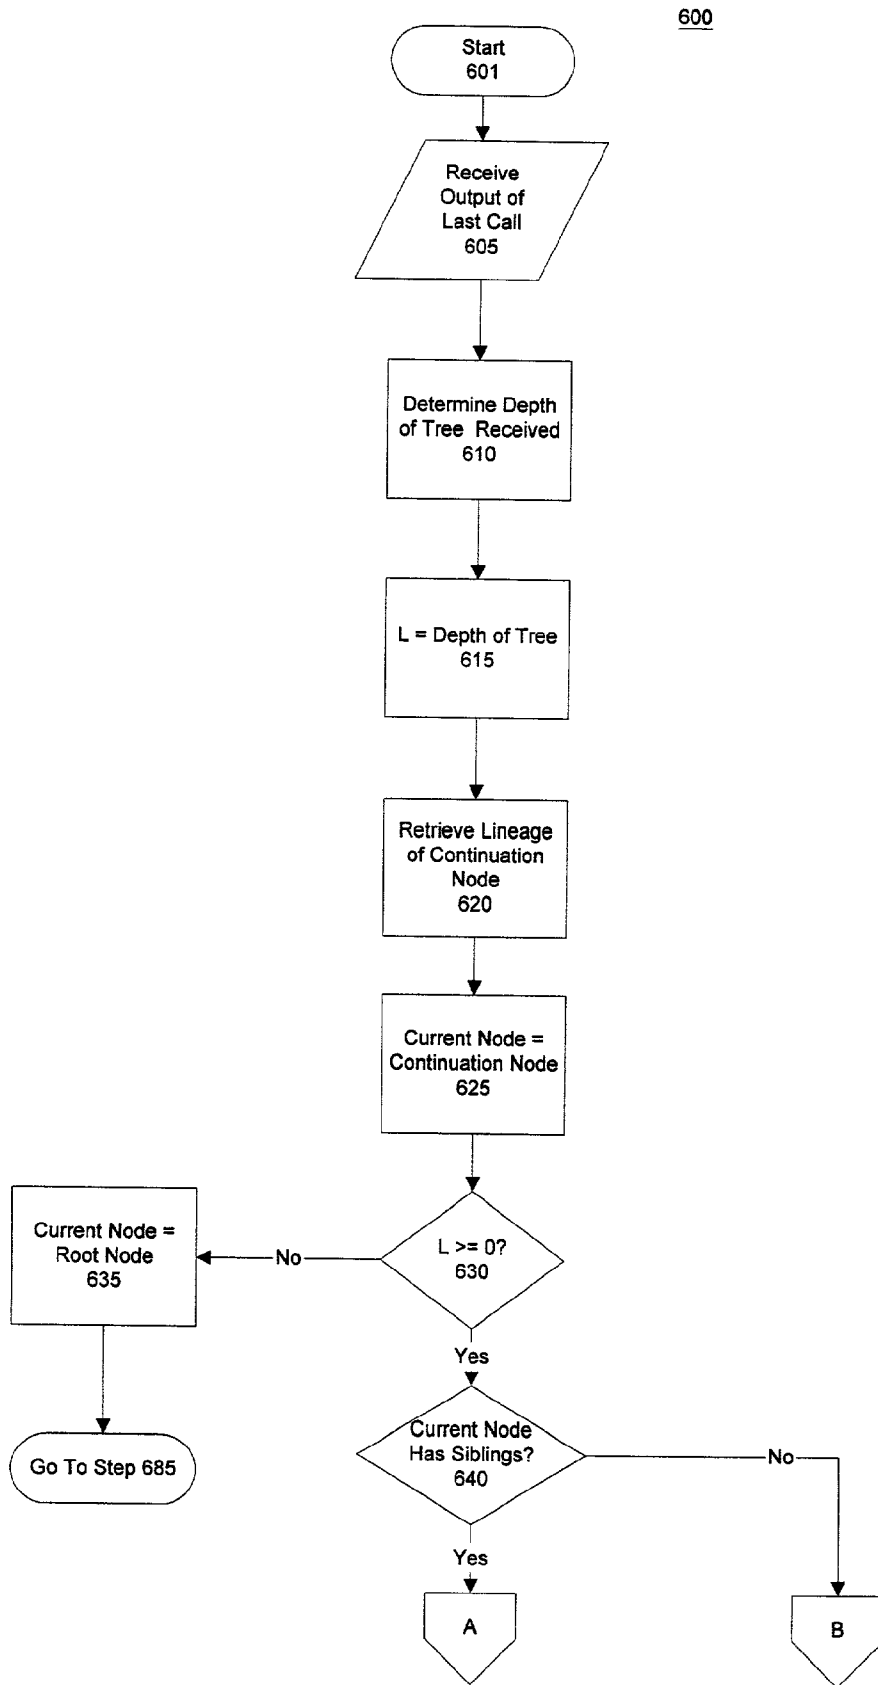 600
Start
601
Receive
Output of
Last Call
605
Determine Depth
of Tree Received
610
L = Depth of Tree
615
Retrieve Lineage
of Continuation
Node
620
Current Node =
Continuation Node
625
L >= 0?
630
No
Current Node =
Root Node
635
Go To Step 685
Yes
Current Node
Has Siblings?
640
No
Yes
A
B